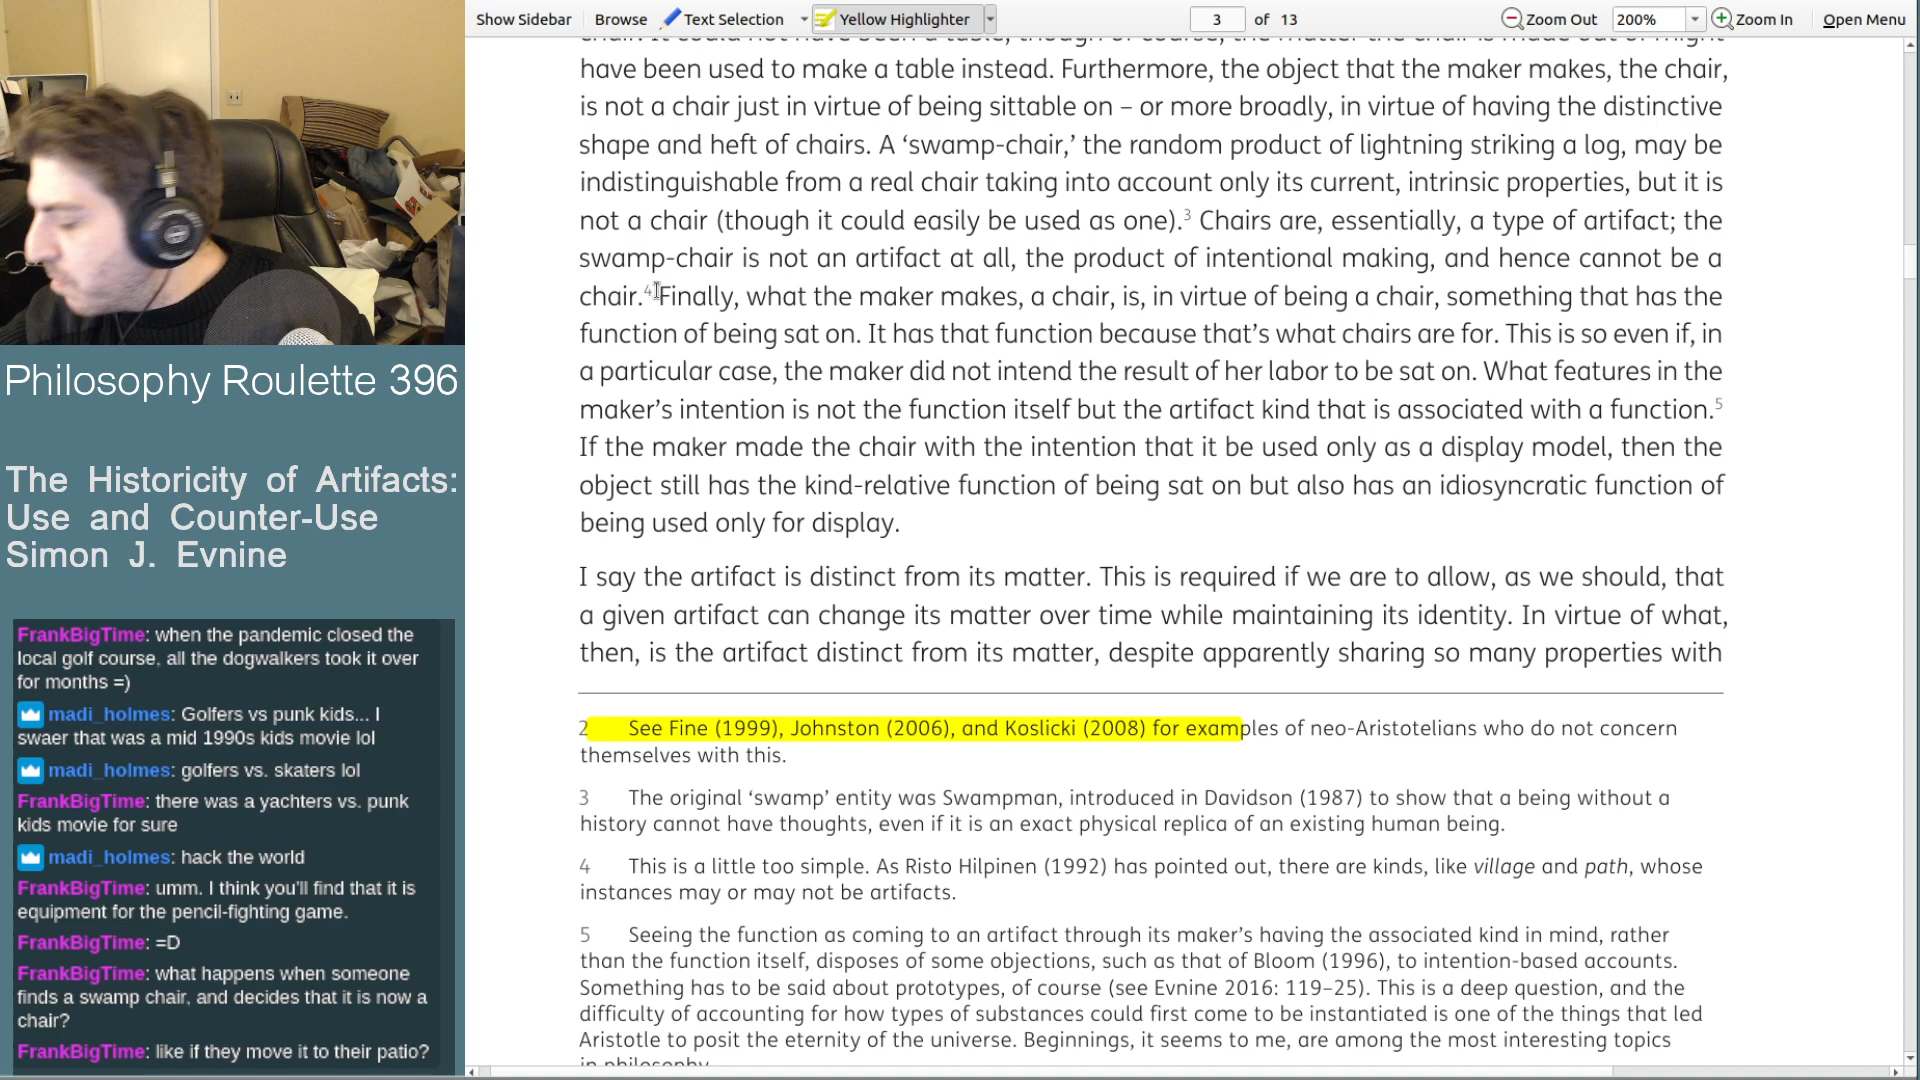 Show Sidebar Browse Text Selection Yellow Highlighter 3 of 13 Zoom Out 200% Zoom In Open Menu
have been used to make a table instead. Furthermore, the object that the maker makes, the chair,
is not a chair just in virtue of being sittable on – or more broadly, in virtue of having the distinctive
shape and heft of chairs. A ‘swamp-chair,’ the random product of lightning striking a log, may be
indistinguishable from a real chair taking into account only its current, intrinsic properties, but it is
not a chair (though it could easily be used as one).3 Chairs are, essentially, a type of artifact; the
swamp-chair is not an artifact at all, the product of intentional making, and hence cannot be a
chair.4 Finally, what the maker makes, a chair, is, in virtue of being a chair, something that has the
function of being sat on. It has that function because that’s what chairs are for. This is so even if, in
a particular case, the maker did not intend the result of her labor to be sat on. What features in the
maker’s intention is not the function itself but the artifact kind that is associated with a function.5
If the maker made the chair with the intention that it be used only as a display model, then the
object still has the kind-relative function of being sat on but also has an idiosyncratic function of
being used only for display.
I say the artifact is distinct from its matter. This is required if we are to allow, as we should, that
a given artifact can change its matter over time while maintaining its identity. In virtue of what,
then, is the artifact distinct from its matter, despite apparently sharing so many properties with
2 See Fine (1999), Johnston (2006), and Koslicki (2008) for examples of neo-Aristotelians who do not concern
themselves with this.
3 The original ‘swamp’ entity was Swampman, introduced in Davidson (1987) to show that a being without a
history cannot have thoughts, even if it is an exact physical replica of an existing human being.
4 This is a little too simple. As Risto Hilpinen (1992) has pointed out, there are kinds, like village and path, whose
instances may or may not be artifacts.
5 Seeing the function as coming to an artifact through its maker’s having the associated kind in mind, rather
than the function itself, disposes of some objections, such as that of Bloom (1996), to intention-based accounts.
Something has to be said about prototypes, of course (see Evnine 2016: 119–25). This is a deep question, and the
difficulty of accounting for how types of substances could first come to be instantiated is one of the things that led
Aristotle to posit the eternity of the universe. Beginnings, it seems to me, are among the most interesting topics
in philosophy.
Philosophy Roulette 396
The Historicity of Artifacts:
Use and Counter-Use
Simon J. Evnine
FrankBigTime: when the pandemic closed the
local golf course, all the dogwalkers took it over
for months =)
madi_holmes: Golfers vs punk kids... I
swaer that was a mid 1990s kids movie lol
madi_holmes: golfers vs. skaters lol
FrankBigTime: there was a yachters vs. punk
kids movie for sure
madi_holmes: hack the world
FrankBigTime: umm. I think you'll find that it is
equipment for the pencil-fighting game.
FrankBigTime: =D
FrankBigTime: what happens when someone
finds a swamp chair, and decides that it is now a
chair?
FrankBigTime: like if they move it to their patio?